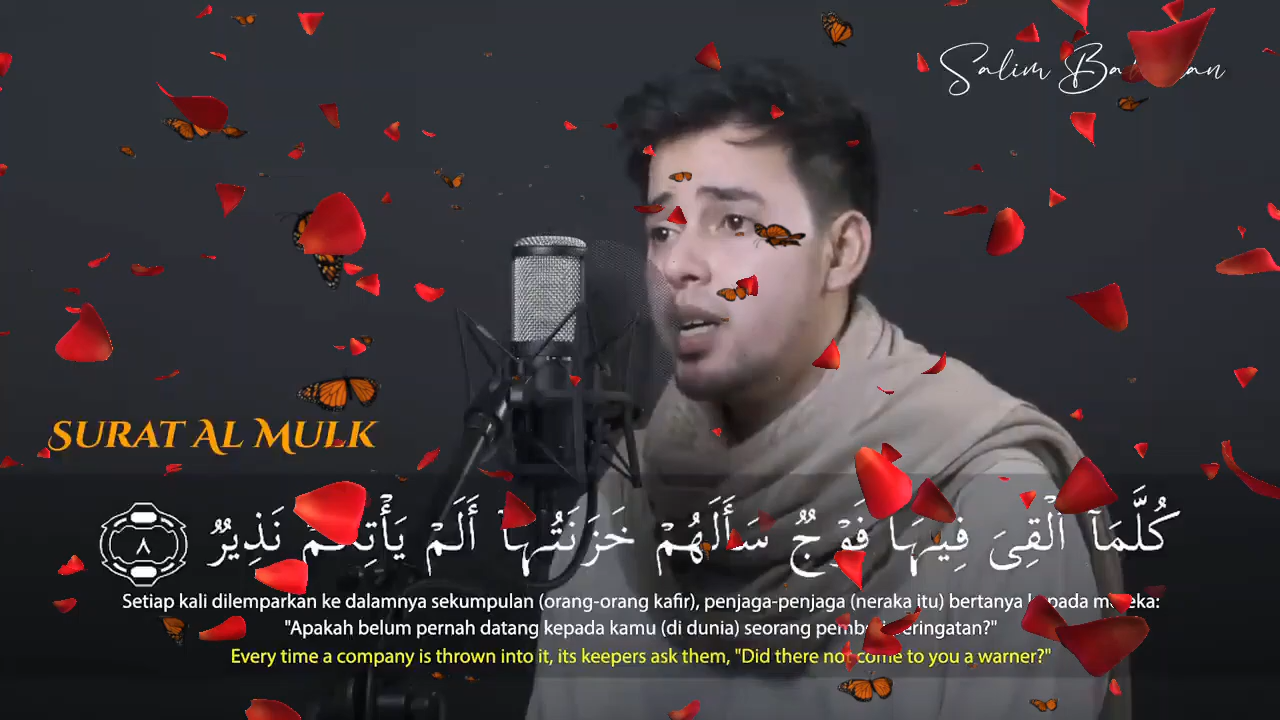 Salim
SURAT AL MULK
كُلَّمَآ أُلْقِىَ فِيهَا فَوْجٌ سَأَلَهُمْ خَزَنَتُهَآ أَلَمْ نَذِيرٌ ٨
Setiap kali dilemparkan ke dalamnya sekumpulan (orang-orang kafir), penjaga-penjaga (neraka itu) bertanya kepada mereka:
"Apakah belum pernah datang kepada kamu (di dunia) seorang pemberi peringatan?"
Every time a company is thrown into it, its keepers ask them, "Did there not come to you a warner?"